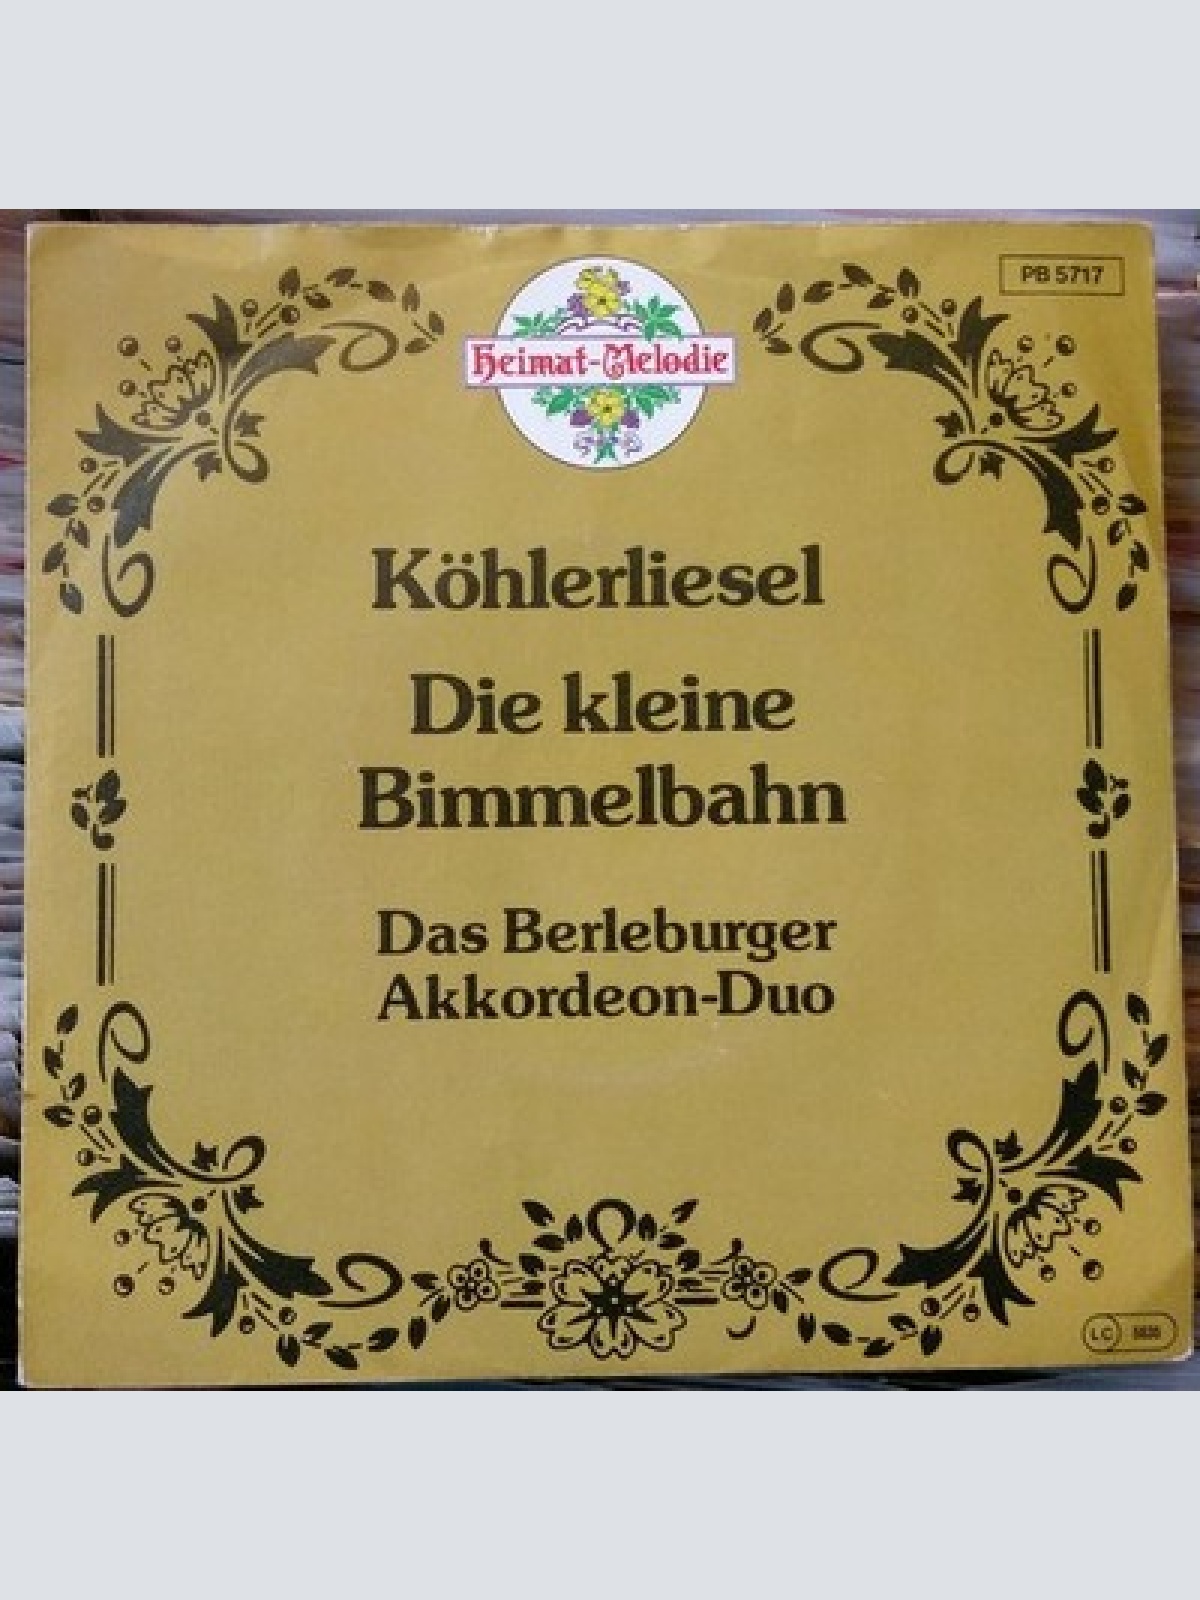 PB 5717
Heimat-Melodie
Köhlerliesel
Die kleine
Bimmelbahn
Das Berleburger
Akkordeon-Duo
LC